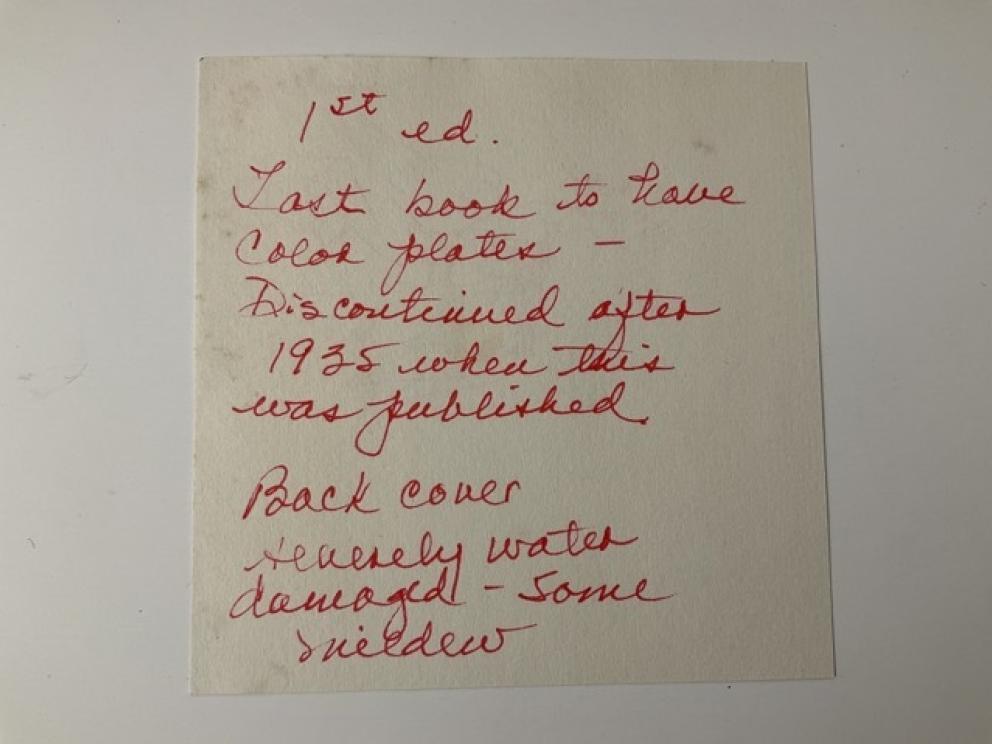 1st ed.
Last book to have
Color plates –
Discontinued after
1935 when this
was published.
Back cover
severely water
damaged – Some
mildew